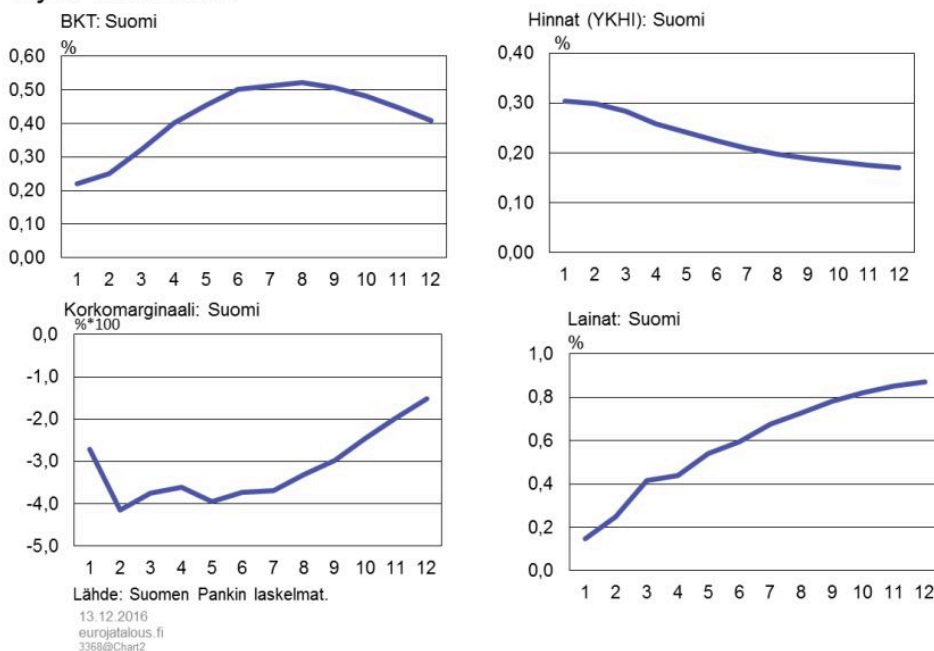 BKT: Suomi
%
0,60
0,50
0,40
0,30
0,20
0,10
0,00
1 2 3 4 5 6 7 8 9 10 11 12
Hinnat (YKHI): Suomi
%
0,40
0,30
0,20
0,10
0,00
1 2 3 4 5 6 7 8 9 10 11 12
Korkomarginaali: Suomi
%*100
0,0
-1,0
-2,0
-3,0
-4,0
-5,0
1 2 3 4 5 6 7 8 9 10 11 12
Lainat: Suomi
%
1,0
0,8
0,6
0,4
0,2
0,0
1 2 3 4 5 6 7 8 9 10 11 12
Lähde: Suomen Pankin laskelmat.
13.12.2016
eurojatalous.fi
3368@Chart2